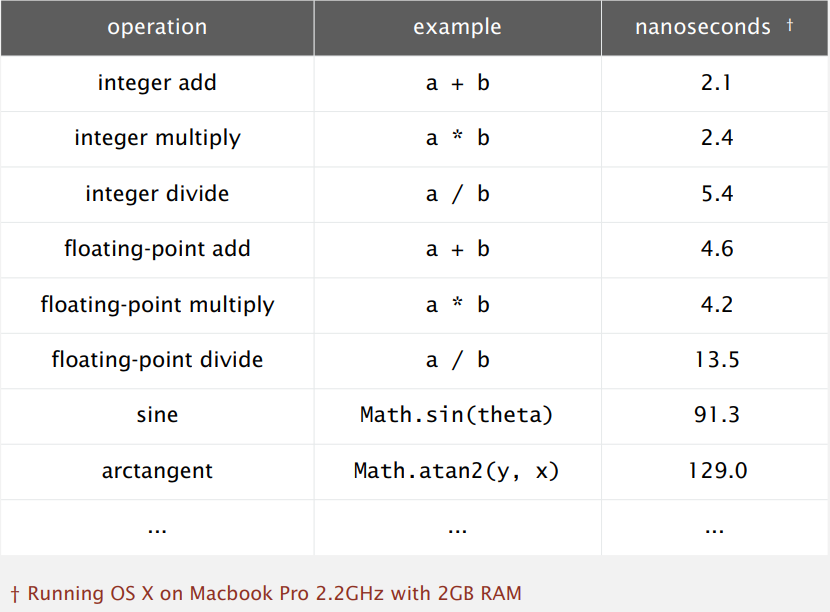 operation example nanoseconds †
integer add a + b 2.1
integer multiply a * b 2.4
integer divide a / b 5.4
floating-point add a + b 4.6
floating-point multiply a * b 4.2
floating-point divide a / b 13.5
sine Math.sin(theta) 91.3
arctangent Math.atan2(y, x) 129.0
... ... ...
† Running OS X on Macbook Pro 2.2GHz with 2GB RAM